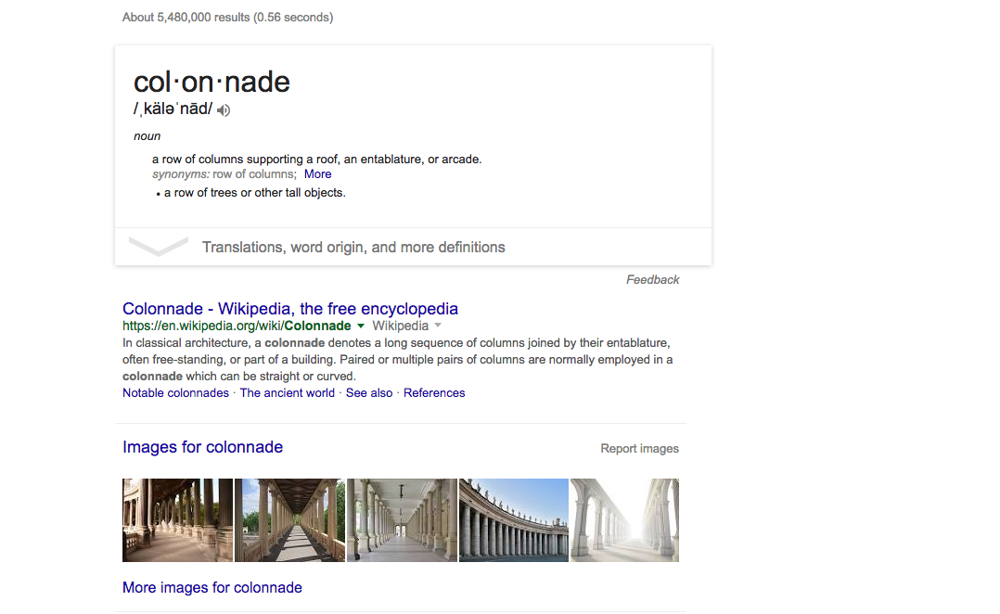 About 5,480,000 results (0.56 seconds)
col·on·nade
/ˌkäləˈnād/
noun
a row of columns supporting a roof, an entablature, or arcade.
synonyms: row of columns; More
• a row of trees or other tall objects.
Translations, word origin, and more definitions
Feedback
Colonnade - Wikipedia, the free encyclopedia
https://en.wikipedia.org/wiki/Colonnade Wikipedia
In classical architecture, a colonnade denotes a long sequence of columns joined by their entablature,
often free-standing, or part of a building. Paired or multiple pairs of columns are normally employed in a
colonnade which can be straight or curved.
Notable colonnades · The ancient world · See also · References
Images for colonnade
Report images
More images for colonnade